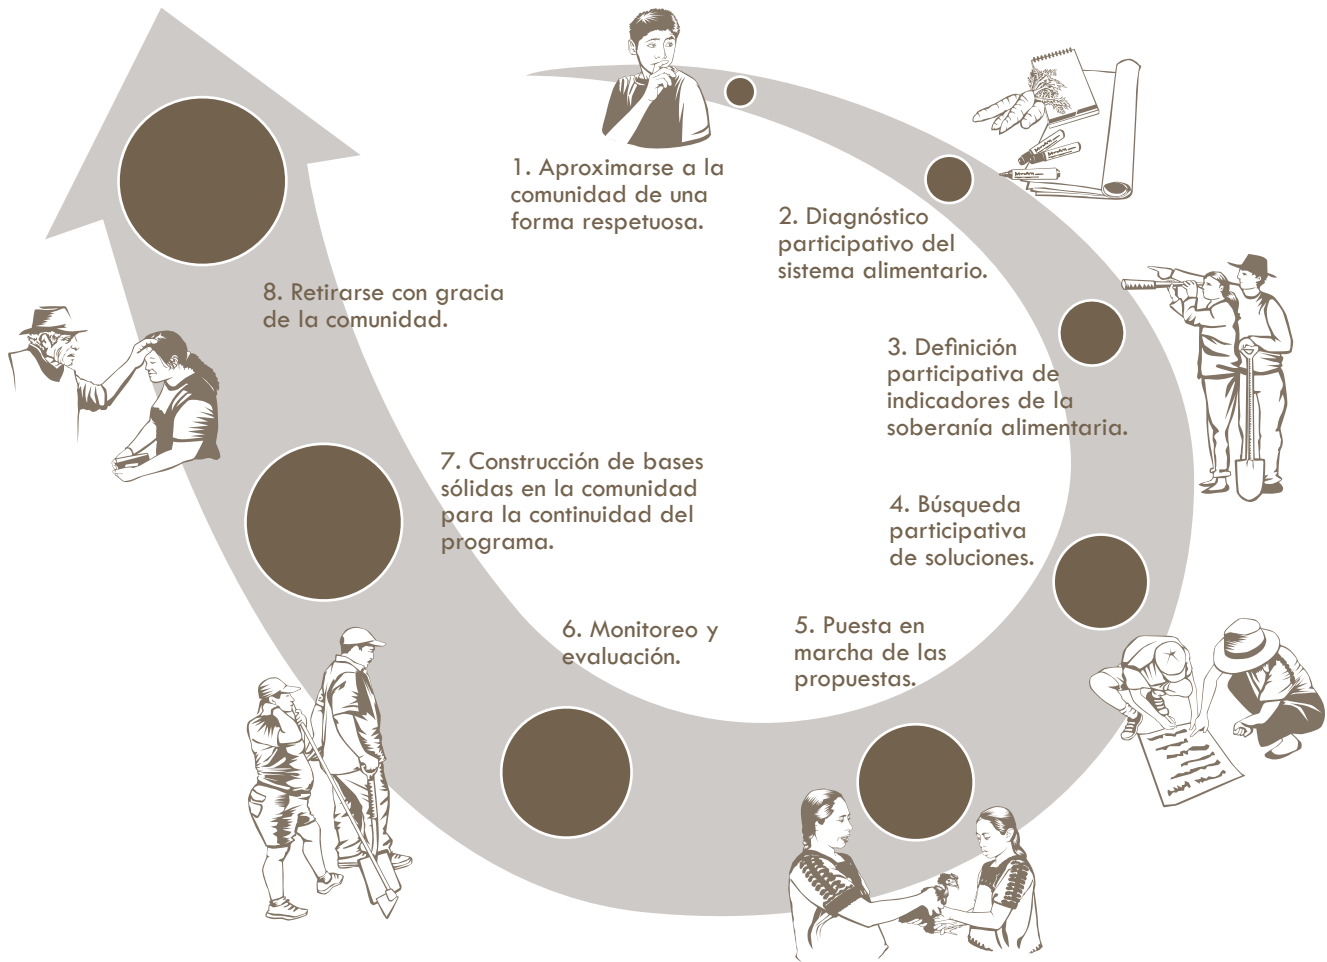 1. Aproximarse a la
comunidad de una
forma respetuosa.
2. Diagnóstico
participativo del
sistema alimentario.
3. Definición
participativa de
indicadores de la
soberanía alimentaria.
4. Búsqueda
participativa
de soluciones.
5. Puesta en
marcha de las
propuestas.
6. Monitoreo y
evaluación.
7. Construcción de bases
sólidas en la comunidad
para la continuidad del
programa.
8. Retirarse con gracia
de la comunidad.